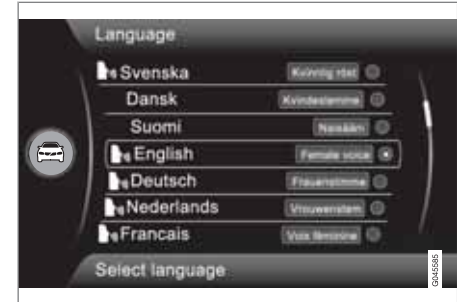 Language
Svenska Kvinnlig röst
Dansk Kvindestemme
Suomi Naisääni
English Female voice
Deutsch Frauenstimme
Nederlands Vrouwenstem
Francais Voix féminine
Select language
G045585